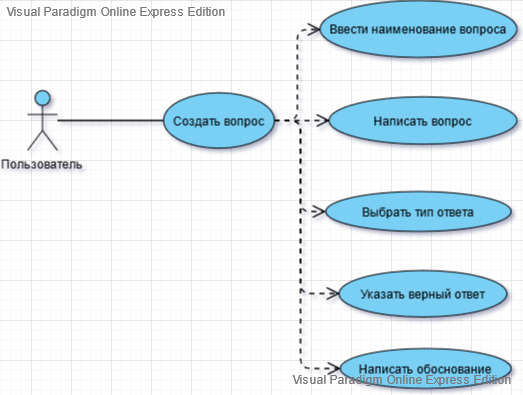 Visual Paradigm Online Express Edition
Ввести наименование вопроса
Создать вопрос
Написать вопрос
Пользователь
Выбрать тип ответа
Указать верный ответ
Написать обоснование
Visual Paradigm Online Express Edition